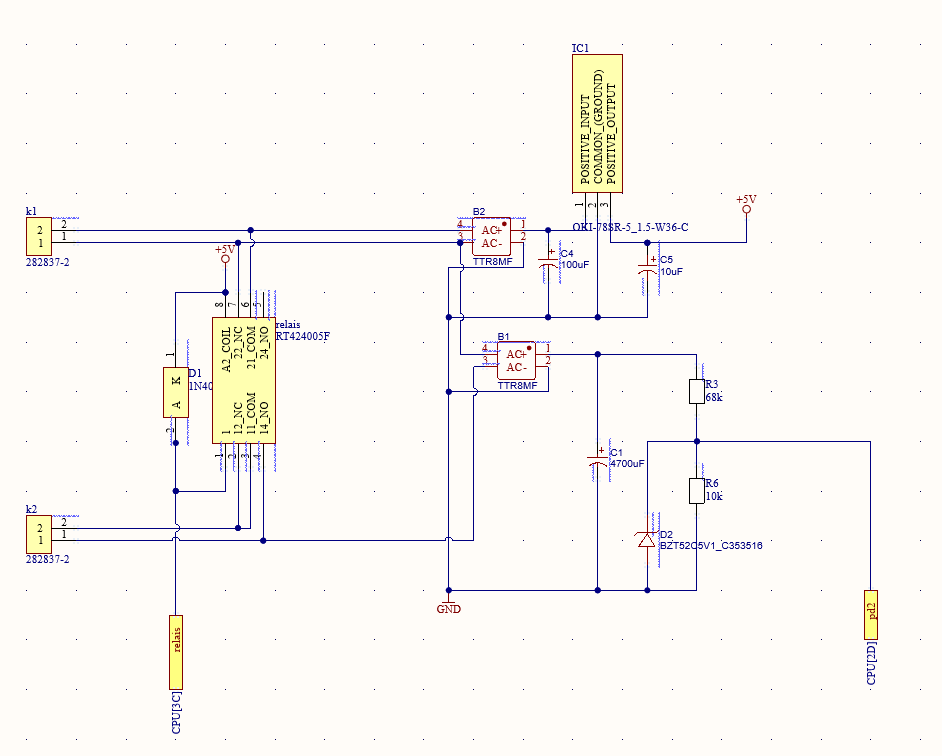 IC1
POSITIVE_INPUT
COMMON_(GROUND)
POSITIVE_OUTPUT
1
2
3
OKI-78SR-5_1.5-W36-C
+5V
k1
2 2
1 1
282837-2
+5V
B2
4 AC+ 1
3 AC- 2
TTR8MF
C4
100uF
C5
10uF
8
7
6
5
relais
RT424005F
A2_COIL
22_NC
21_COM
24_NO
1
12_NC
11_COM
14_NO
1
2
3
4
1
K
A
2
D1
1N40
B1
4 AC+ 1
3 AC- 2
TTR8MF
R3
68k
C1
4700uF
R6
10k
D2
BZT52C5V1_C353516
k2
2 2
1 1
282837-2
GND
relais
CPU[3C]
pd2
CPU[2D]